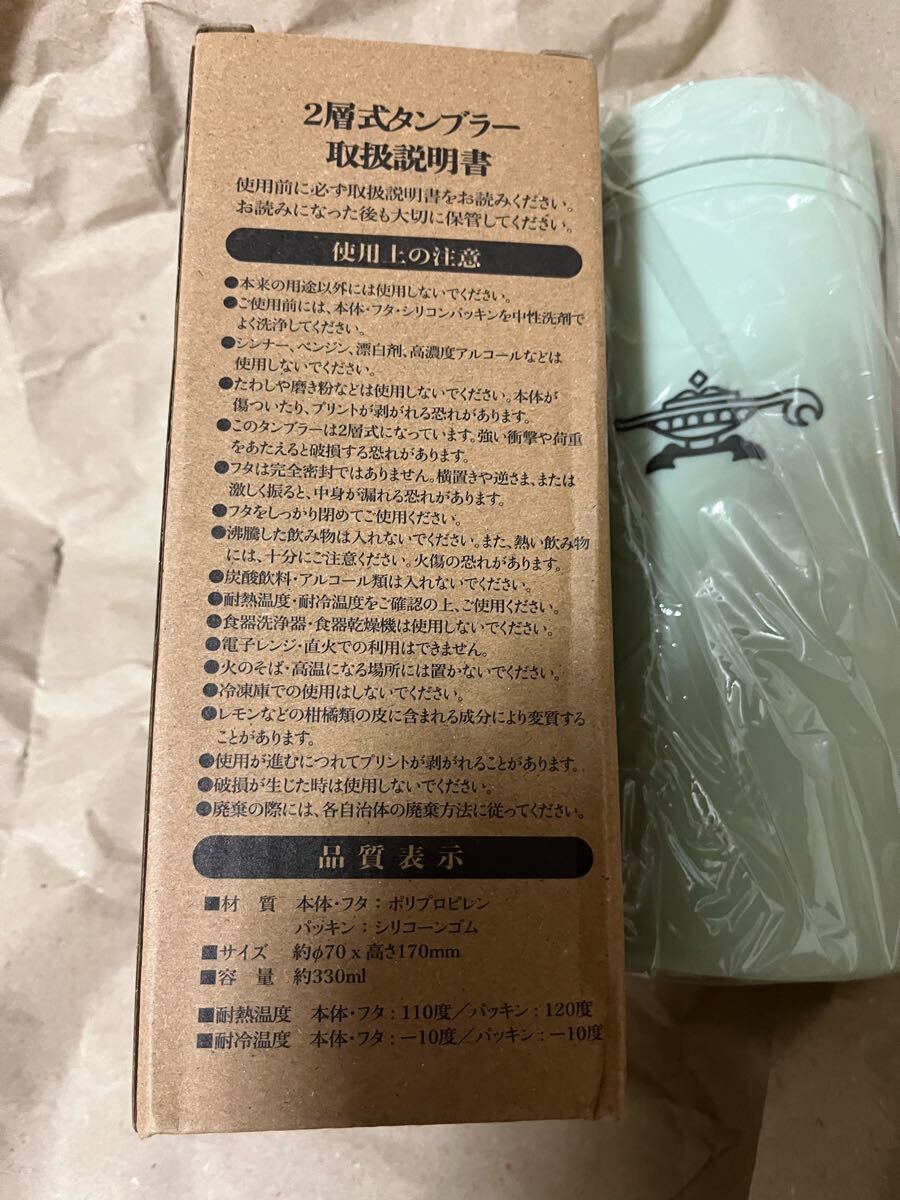 2層式タンブラー
取扱説明書
使用前に必ず取扱説明書をお読みください。
お読みになった後も大切に保管してください。
使用上の注意
●本来の用途以外には使用しないでください。
●ご使用前には、本体・フタ・シリコンパッキンを中性洗剤で
よく洗浄してください。
●シンナー、ベンジン、漂白剤、高濃度アルコールなどは
使用しないでください。
●たわしや磨き粉などは使用しないでください。本体が
傷ついたり、プリントが剥がれる恐れがあります。
●このタンブラーは2層式になっています。強い衝撃や荷重
をあたえると破損する恐れがあります。
●フタは完全密封ではありません。横置きや逆さま、または
激しく振ると、中身が漏れる恐れがあります。
●フタをしっかり閉めてご使用ください。
●沸騰した飲み物は入れないでください。また、熱い飲み物
には、十分にご注意ください。火傷の恐れがあります。
●炭酸飲料・アルコール類は入れないでください。
●耐熱温度・耐冷温度をご確認の上、ご使用ください。
●食器洗浄器・食器乾燥機は使用しないでください。
●電子レンジ・直火での利用はできません。
●火のそば・高温になる場所には置かないでください。
●冷凍庫での使用はしないでください。
●レモンなどの柑橘類の皮に含まれる成分により変質する
ことがあります。
●使用が進むにつれてプリントが剥がれることがあります。
●破損が生じた時は使用しないでください。
●廃棄の際には、各自治体の廃棄方法に従ってください。
品質表示
■材 質 本体・フタ：ポリプロピレン
パッキン：シリコーンゴム
■サイズ 約φ70 x 高さ170mm
■容 量 約330ml
■耐熱温度 本体・フタ：110度／パッキン：120度
■耐冷温度 本体・フタ：ー10度／パッキン：ー10度